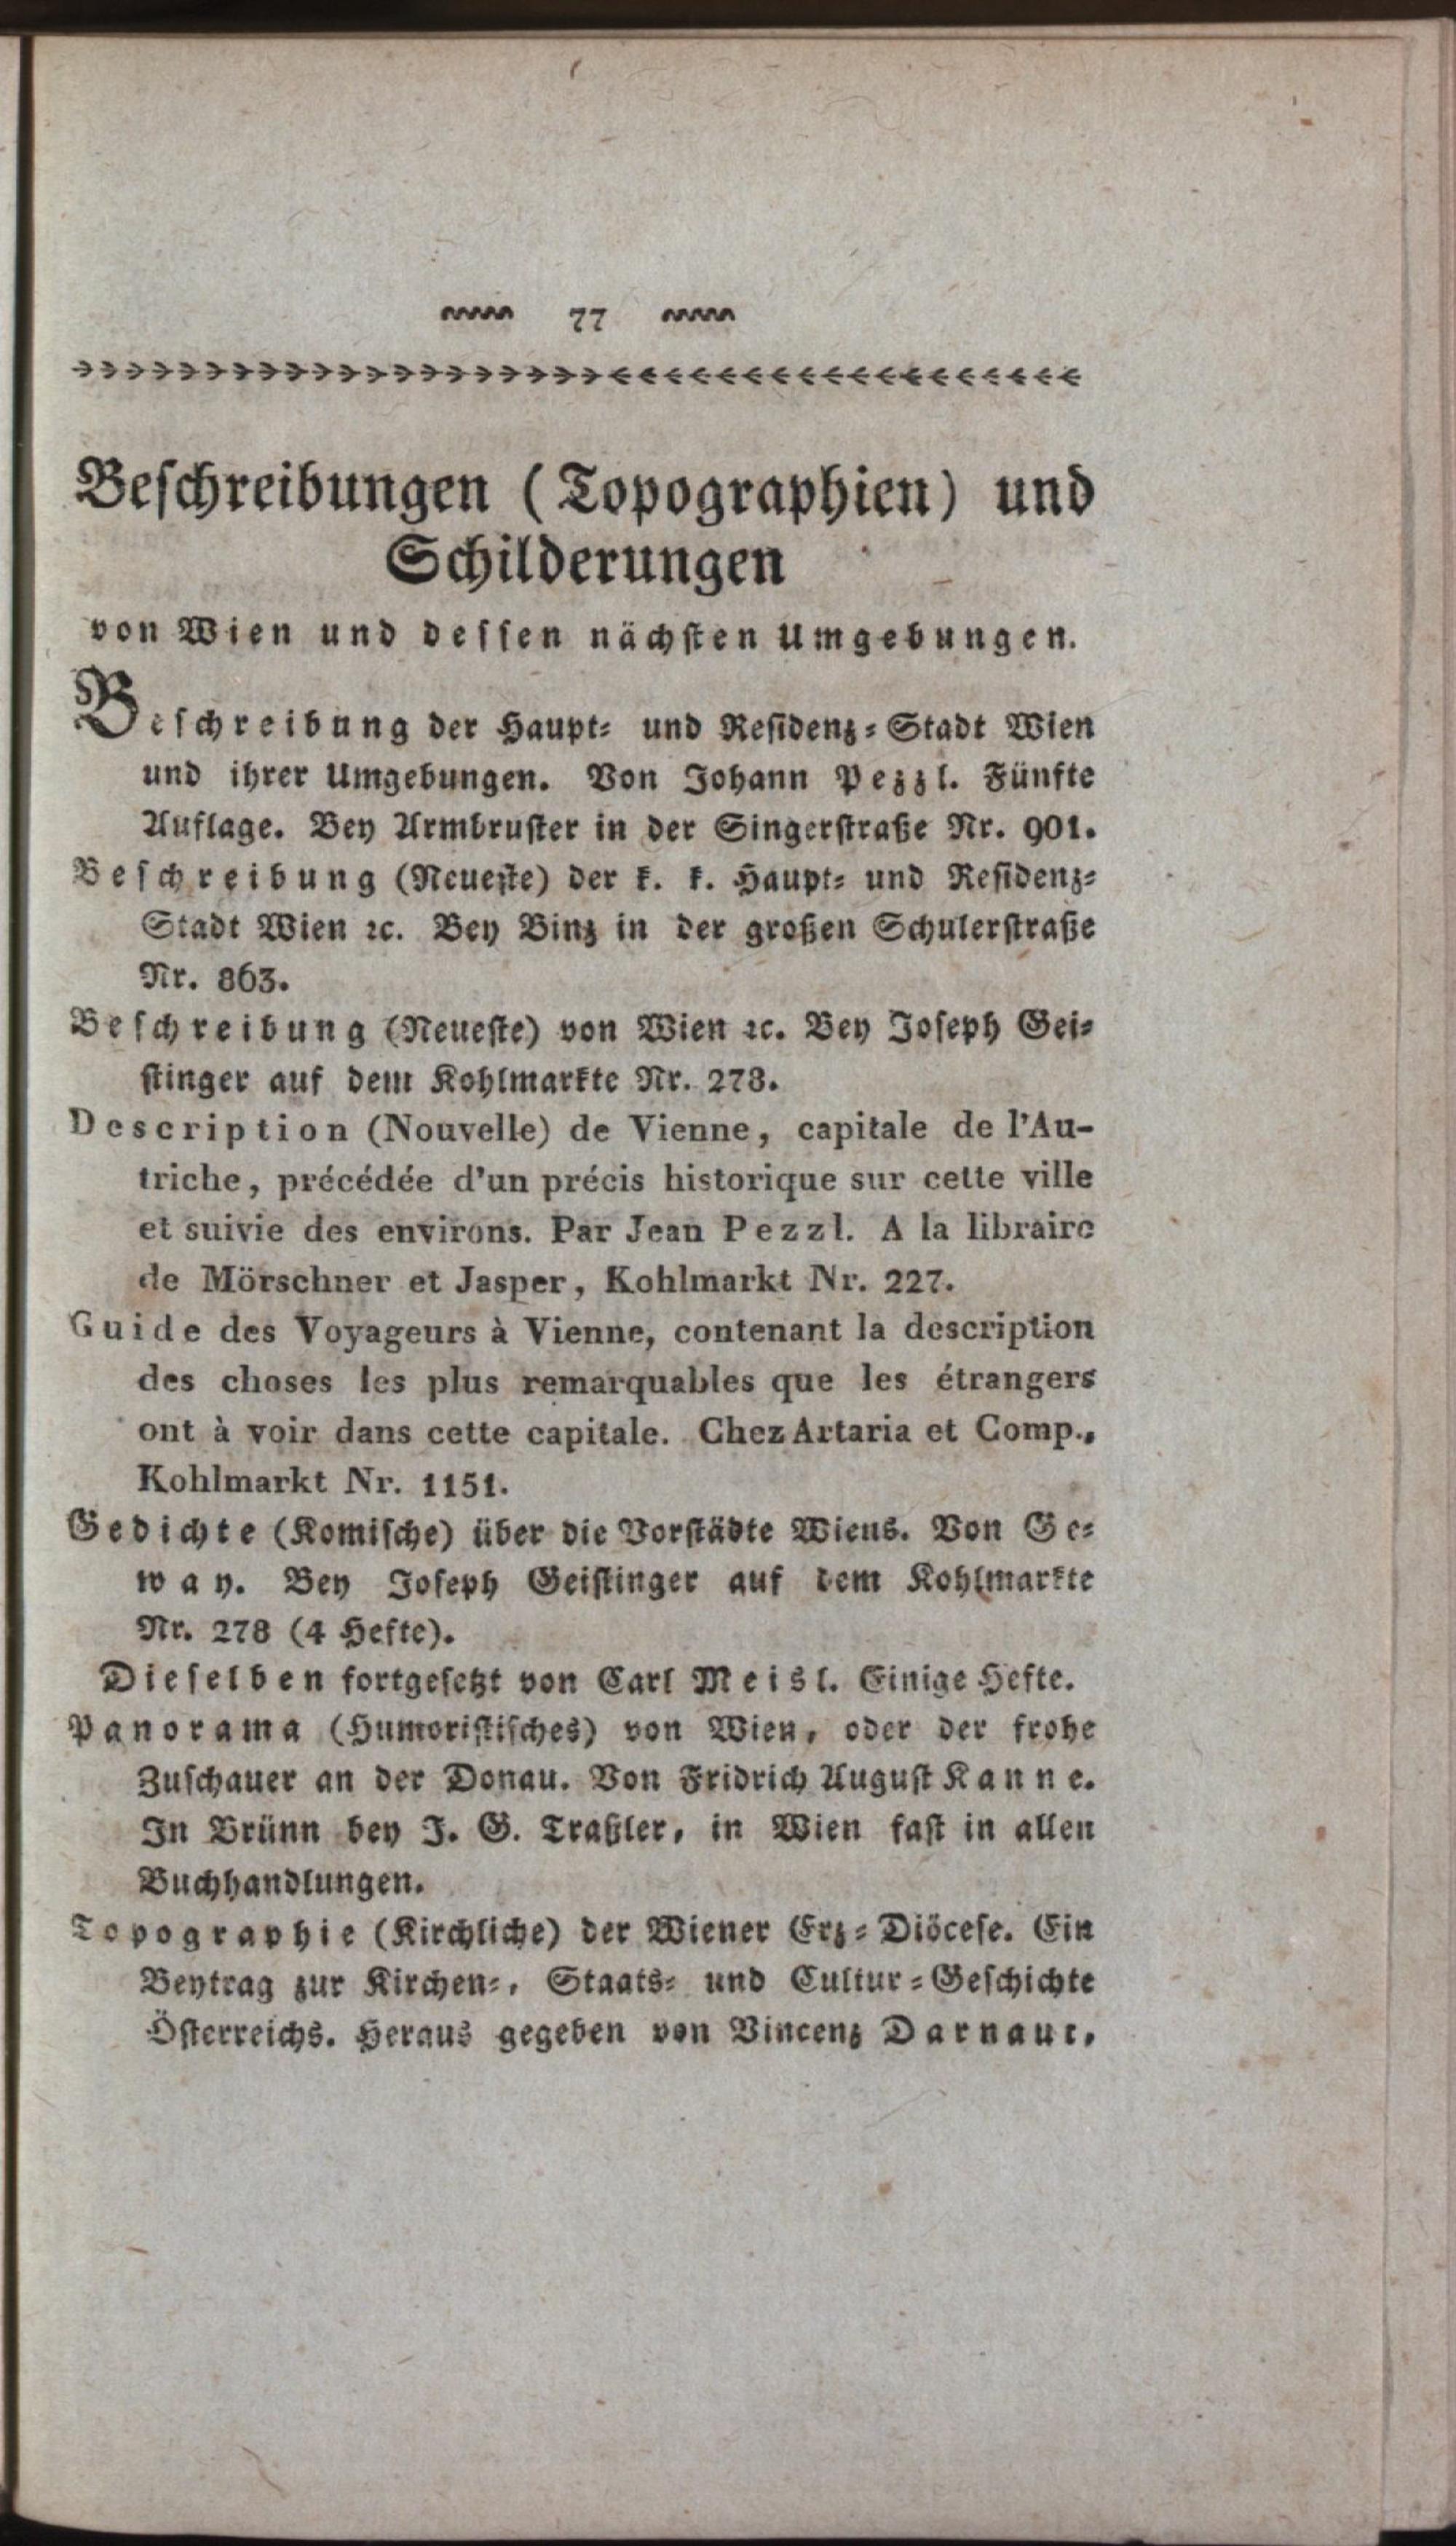 77
Beschreibungen (Topographien) und
Schilderungen
von Wien und dessen nächsten Umgebungen.
Beschreibung der Haupt- und Residenz-Stadt Wien
und ihrer Umgebungen. Von Johann Pezzl. Fünfte
Auflage. Bey Armbruster in der Singerstraße Nr. 901.
Beschreibung (Neueste) der k. k. Haupt- und Residenz-
Stadt Wien ꝛc. Bey Binz in der großen Schulerstraße
Nr. 863.
Beschreibung (Neueste) von Wien ꝛc. Bey Joseph Gei-
stinger auf dem Kohlmarkte Nr. 278.
Description (Nouvelle) de Vienne, capitale de l'Au-
triche, précédée d'un précis historique sur cette ville
et suivie des environs. Par Jean Pezzl. A la libraire
de Mörschner et Jasper, Kohlmarkt Nr. 227.
Guide des Voyageurs à Vienne, contenant la description
des choses les plus remarquables que les étrangers
ont à voir dans cette capitale. Chez Artaria et Comp.,
Kohlmarkt Nr. 1151.
Gedichte (Komische) über die Vorstädte Wiens. Von Ge-
way. Bey Joseph Geistinger auf dem Kohlmarkte
Nr. 278 (4 Hefte).
Dieselben fortgesetzt von Carl Meisl. Einige Hefte.
Panorama (Humoristisches) von Wien, oder der frohe
Zuschauer an der Donau. Von Fridrich August Kanne.
In Brünn bey J. G. Traßler, in Wien fast in allen
Buchhandlungen.
Topographie (Kirchliche) der Wiener Erz-Diöcese. Ein
Beytrag zur Kirchen-, Staats- und Cultur-Geschichte
Österreichs. Heraus gegeben von Vincenz Darnaut,